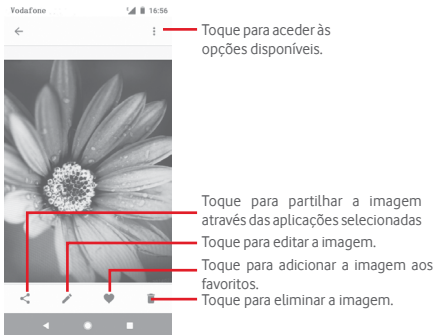 Vodafone 16:56
Toque para aceder às
opções disponíveis.
Toque para partilhar a imagem
através das aplicações selecionadas
Toque para editar a imagem.
Toque para adicionar a imagem aos
favoritos.
Toque para eliminar a imagem.